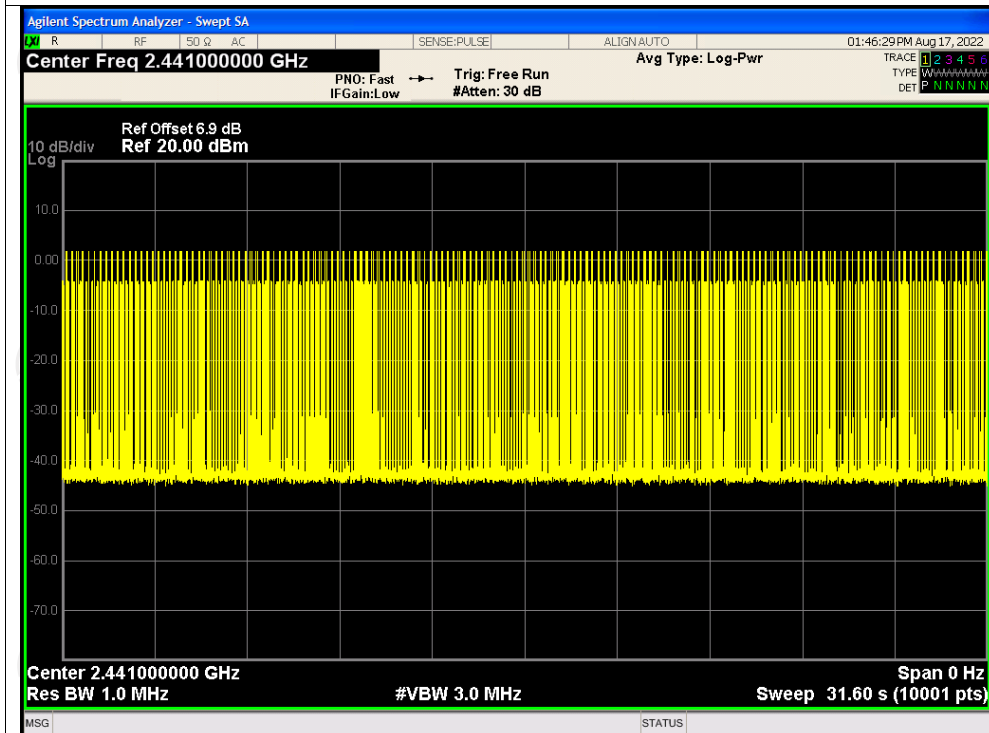 Agilent Spectrum Analyzer - Swept SA
LXI R RF 50 Ω AC SENSE:PULSE ALIGN AUTO 01:46:29 PM Aug 17, 2022
Center Freq 2.441000000 GHz Avg Type: Log-Pwr TRACE 1 2 3 4 5 6
PNO: Fast Trig: Free Run TYPE W
IFGain:Low #Atten: 30 dB DET P N N N N N
Ref Offset 6.9 dB
10 dB/div Ref 20.00 dBm
Log
10.0
0.00
-10.0
-20.0
-30.0
-40.0
-50.0
-60.0
-70.0
Center 2.441000000 GHz Span 0 Hz
Res BW 1.0 MHz #VBW 3.0 MHz Sweep 31.60 s (10001 pts)
MSG STATUS